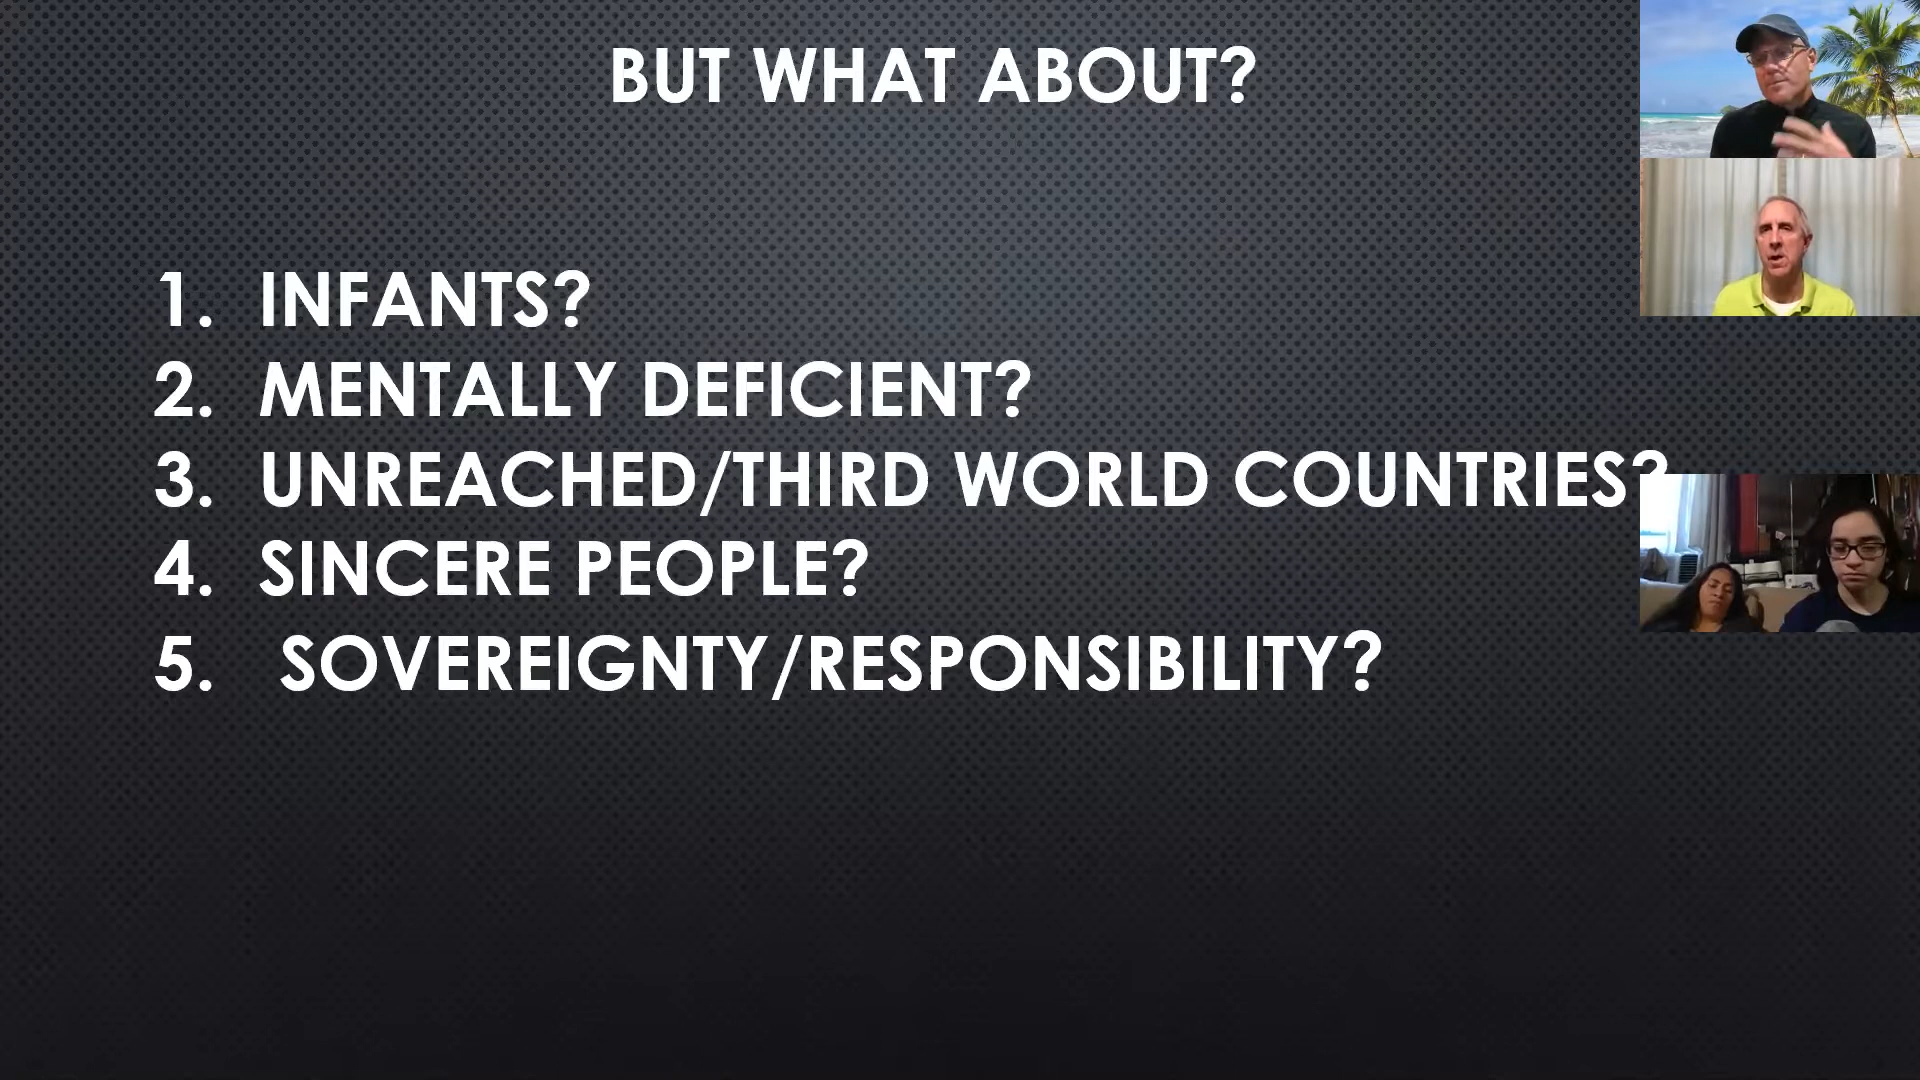 BUT WHAT ABOUT?
1. INFANTS?
2. MENTALLY DEFICIENT?
3. UNREACHED/THIRD WORLD COUNTRIES?
4. SINCERE PEOPLE?
5. SOVEREIGNTY/RESPONSIBILITY?